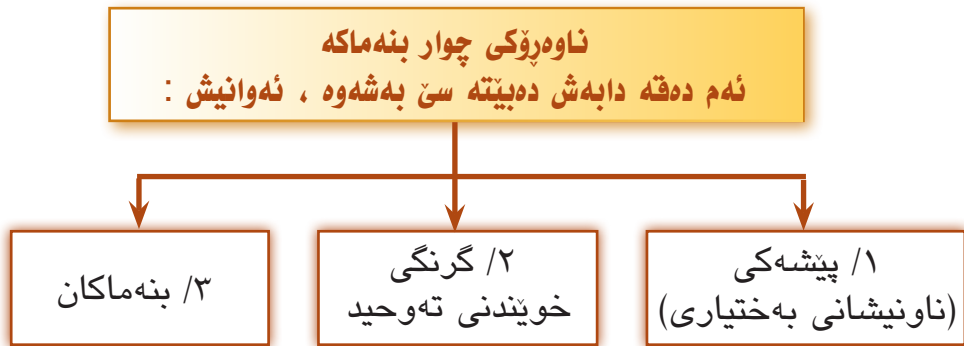 ناوەڕۆکی چوار بنەماکە
ئەم دەقە دابەش دەبێتە سێ بەشەوە ، ئەوانیش :
١/ پێشەکی
(ناونیشانی بەختیاری)
٢/ گرنگی
خوێندنی تەوحید
٣/ بنەماکان